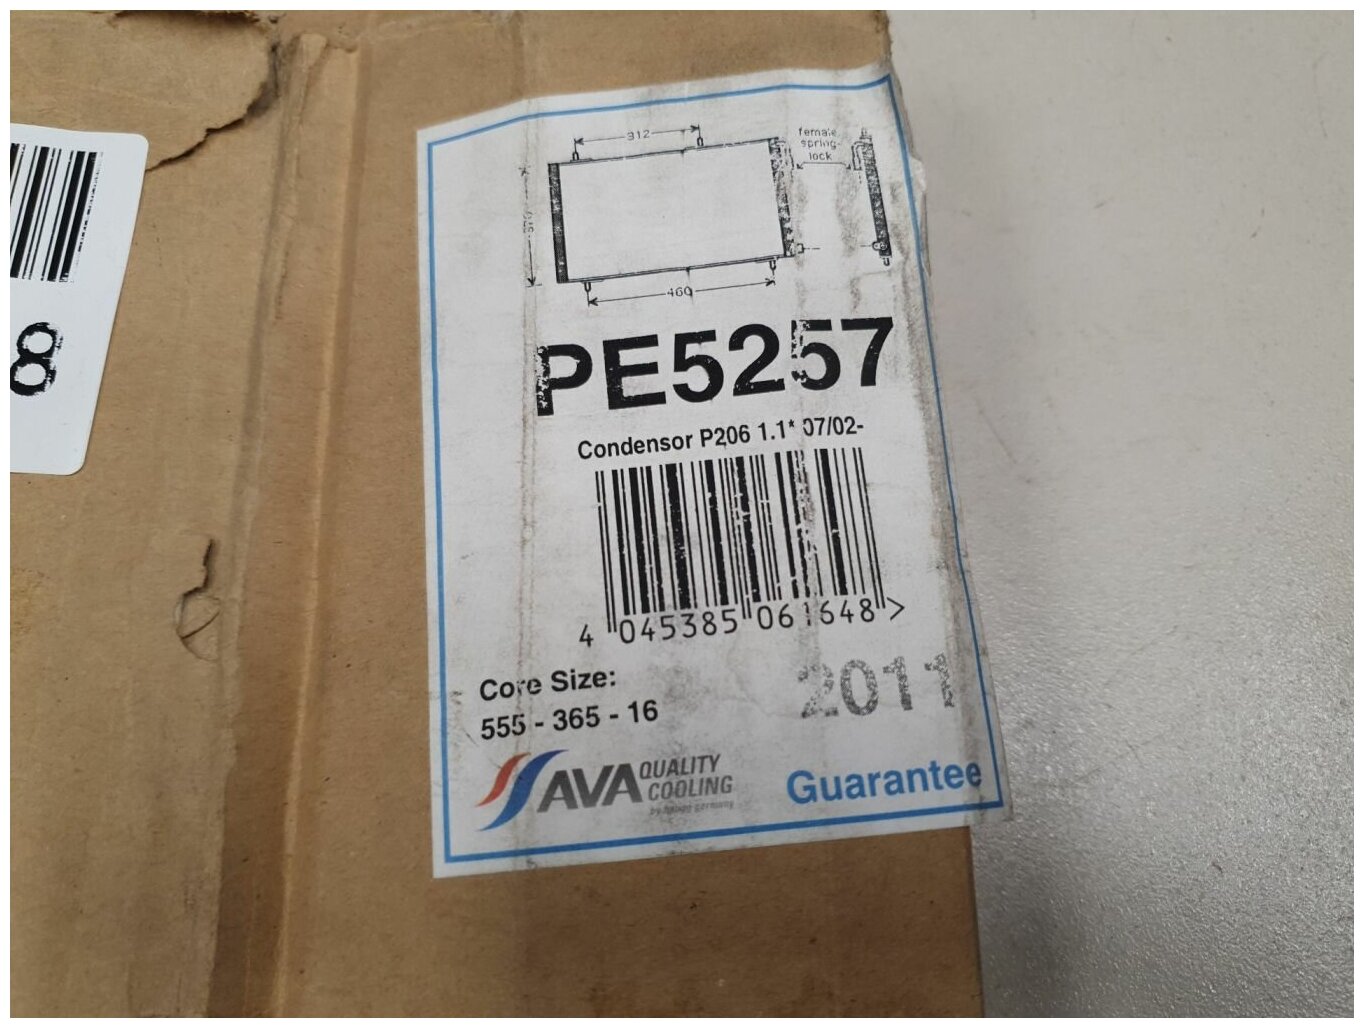 312
female
spring-
lock
460
PE5257
Condensor P206 1.1* 07/02-
4 045385 061648 >
Core Size:
555 - 365 - 16
2011
AVA QUALITY
COOLING
Guarantee
8